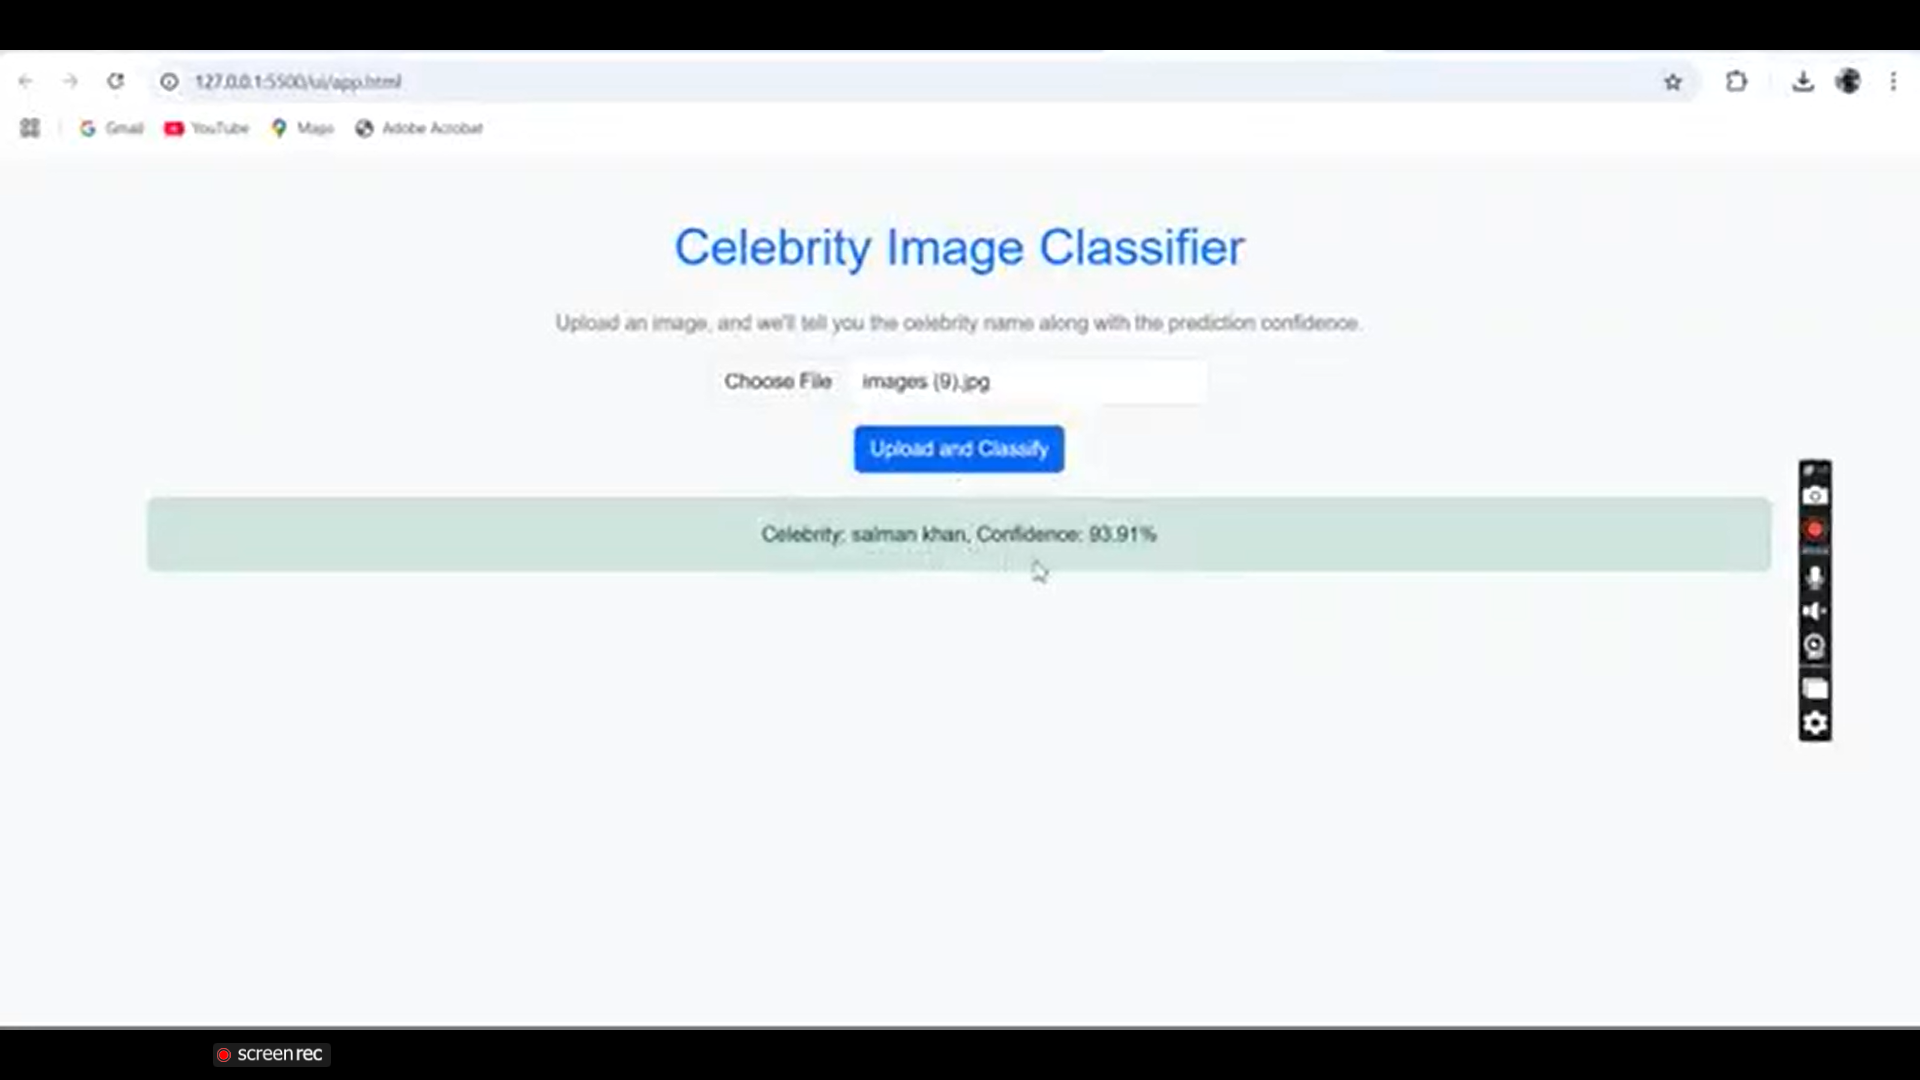 127.0.0.1:5500/ui/app.html
Gmail YouTube Maps Adobe Acrobat
Celebrity Image Classifier
Upload an image, and we'll tell you the celebrity name along with the prediction confidence.
Choose File images (9).jpg
Upload and Classify
Celebrity: salman khan, Confidence: 93.91%
screenrec